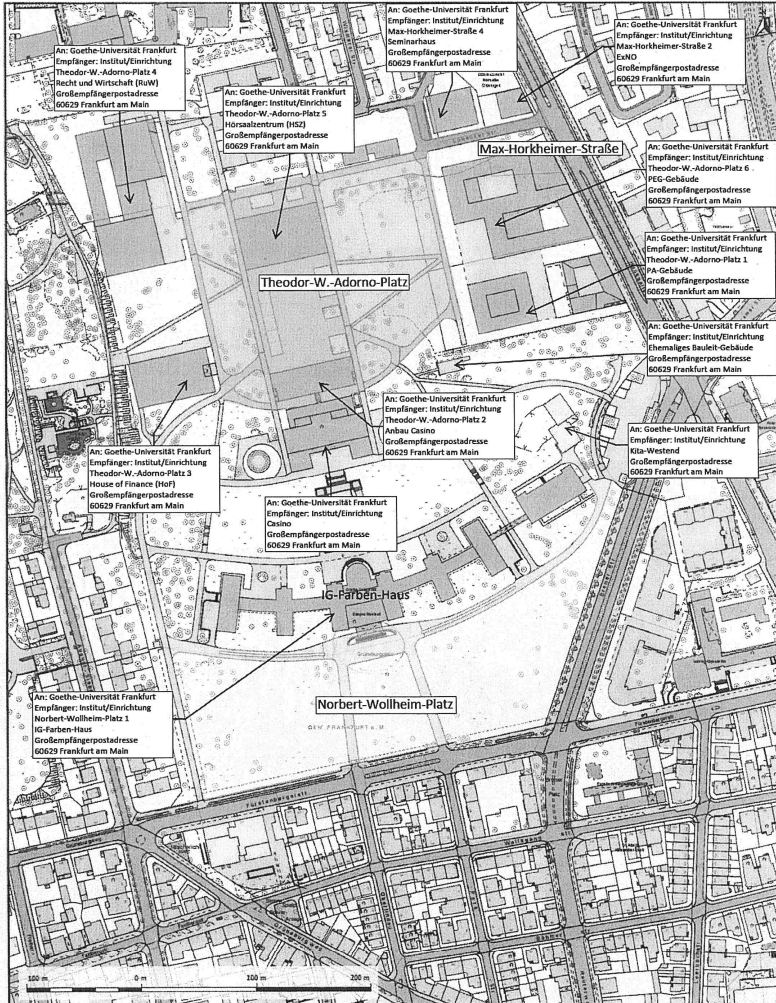 An: Goethe-Universität Frankfurt
Empfänger: Institut/Einrichtung
Max-Horkheimer-Straße 4
Seminarhaus
Großempfängerpostadresse
60629 Frankfurt am Main
An: Goethe-Universität Frankfurt
Empfänger: Institut/Einrichtung
Max-Horkheimer-Straße 2
ExNO
Großempfängerpostadresse
60629 Frankfurt am Main
An: Goethe-Universität Frankfurt
Empfänger: Institut/Einrichtung
Theodor-W.-Adorno-Platz 4
Recht und Wirtschaft (RuW)
Großempfängerpostadresse
60629 Frankfurt am Main
An: Goethe-Universität Frankfurt
Empfänger: Institut/Einrichtung
Theodor-W.-Adorno-Platz 5
Hörsaalzentrum (HSZ)
Großempfängerpostadresse
60629 Frankfurt am Main
Max-Horkheimer-Straße
An: Goethe-Universität Frankfurt
Empfänger: Institut/Einrichtung
Theodor-W.-Adorno-Platz 6
PEG-Gebäude
Großempfängerpostadresse
60629 Frankfurt am Main
An: Goethe-Universität Frankfurt
Empfänger: Institut/Einrichtung
Theodor-W.-Adorno-Platz 1
PA-Gebäude
Großempfängerpostadresse
60629 Frankfurt am Main
Theodor-W.-Adorno-Platz
An: Goethe-Universität Frankfurt
Empfänger: Institut/Einrichtung
Ehemaliges Bauleit-Gebäude
Großempfängerpostadresse
60629 Frankfurt am Main
An: Goethe-Universität Frankfurt
Empfänger: Institut/Einrichtung
Theodor-W.-Adorno-Platz 2
Anbau Casino
Großempfängerpostadresse
60629 Frankfurt am Main
An: Goethe-Universität Frankfurt
Empfänger: Institut/Einrichtung
Kita-Westend
Großempfängerpostadresse
60629 Frankfurt am Main
An: Goethe-Universität Frankfurt
Empfänger: Institut/Einrichtung
Theodor-W.-Adorno-Platz 3
House of Finance (HoF)
Großempfängerpostadresse
60629 Frankfurt am Main
An: Goethe-Universität Frankfurt
Empfänger: Institut/Einrichtung
Casino
Großempfängerpostadresse
60629 Frankfurt am Main
IG-Farben-Haus
An: Goethe-Universität Frankfurt
Empfänger: Institut/Einrichtung
Norbert-Wollheim-Platz 1
IG-Farben-Haus
Großempfängerpostadresse
60629 Frankfurt am Main
Norbert-Wollheim-Platz
100 m 0 m 100 m 200 m